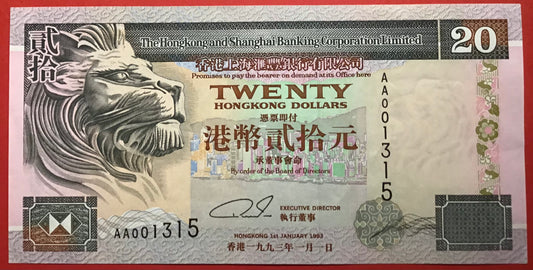 The Hongkong and Shanghai Banking Corporation Limited
20
貳拾
香港上海滙豐銀行有限公司
Promises to pay the bearer on demand at its Office here
TWENTY
HONGKONG DOLLARS
憑票即付
港幣貳拾元
承董事會命
By order of the Board of Directors
AA001315
EXECUTIVE DIRECTOR
執行董事
AA001315
HONGKONG 1st JANUARY 1993
香港一九九三年一月一日